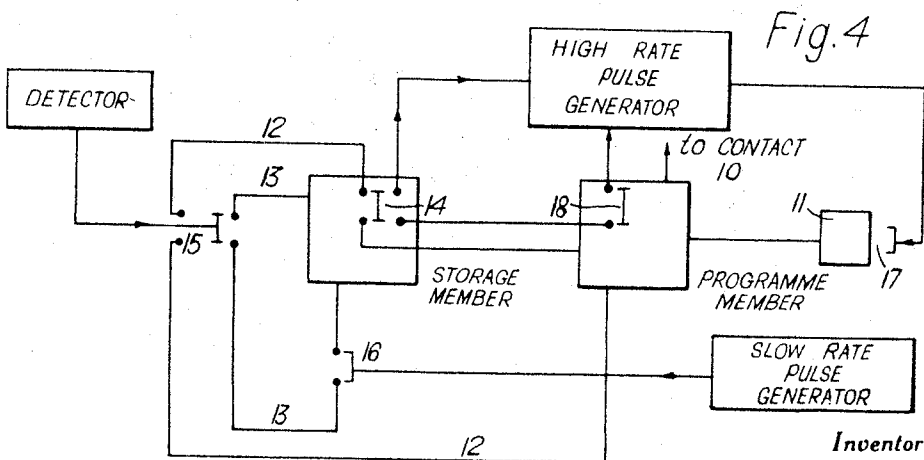 Fig.4
HIGH RATE
PULSE
GENERATOR
DETECTOR
12
13
to CONTACT
10
14
18
11
15
17
STORAGE
MEMBER
PROGRAMME
MEMBER
16
SLOW RATE
PULSE
GENERATOR
13
12
Inventor